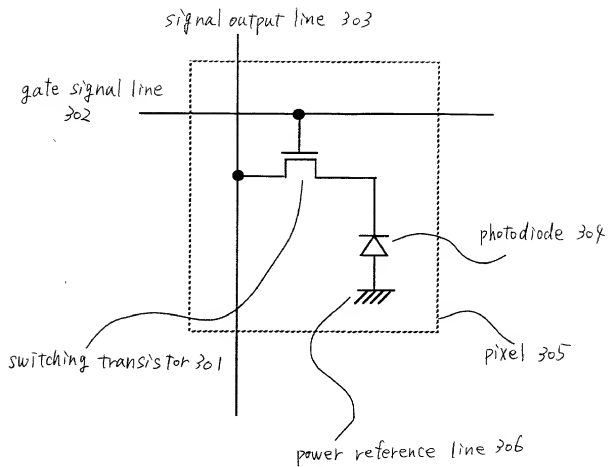 signal output line 303
gate signal line
302
photodiode 304
switching transistor 301
pixel 305
power reference line 306